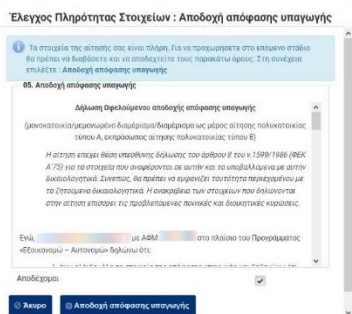 Έλεγχος Πληρότητας Στοιχείων : Αποδοχή απόφασης υπαγωγής
Τα στοιχεία της αίτησής σας είναι πλήρη. Για να προχωρήσετε στο επόμενο στάδιο
θα πρέπει να διαβάσετε και να αποδεχτείτε τους παρακάτω όρους. Στη συνέχεια
επιλέξτε : Αποδοχή απόφασης υπαγωγής
05. Αποδοχή απόφασης υπαγωγής
Δήλωση Ωφελούμενου αποδοχής απόφασης υπαγωγής
(μονοκατοικία/μεμονωμένο διαμέρισμα/διαμέρισμα ως μέρος αίτησης πολυκατοικίας
τύπου Α, εκπρόσωπος αίτησης πολυκατοικίας τύπου Β)
Η αίτηση επέχει θέση υπεύθυνης δήλωσης του άρθρου 8 του ν.1599/1986 (ΦΕΚ
Α΄75) για τα στοιχεία που αναφέρονται σε αυτήν και τα υποβαλλόμενα με αυτήν
δικαιολογητικά. Συνεπώς, θα πρέπει να εμφανίζει ταυτότητα περιεχομένου με
τα ζητούμενα δικαιολογητικά. Η ανακρίβεια των στοιχείων που δηλώνονται
στην αίτηση επισύρει τις προβλεπόμενες ποινικές και διοικητικές κυρώσεις.
Εγώ, με ΑΦΜ στο πλαίσιο του Προγράμματος
«Εξοικονομώ – Αυτονομώ» δηλώνω ότι:
Αποδέχομαι
Άκυρο
Αποδοχή απόφασης υπαγωγής